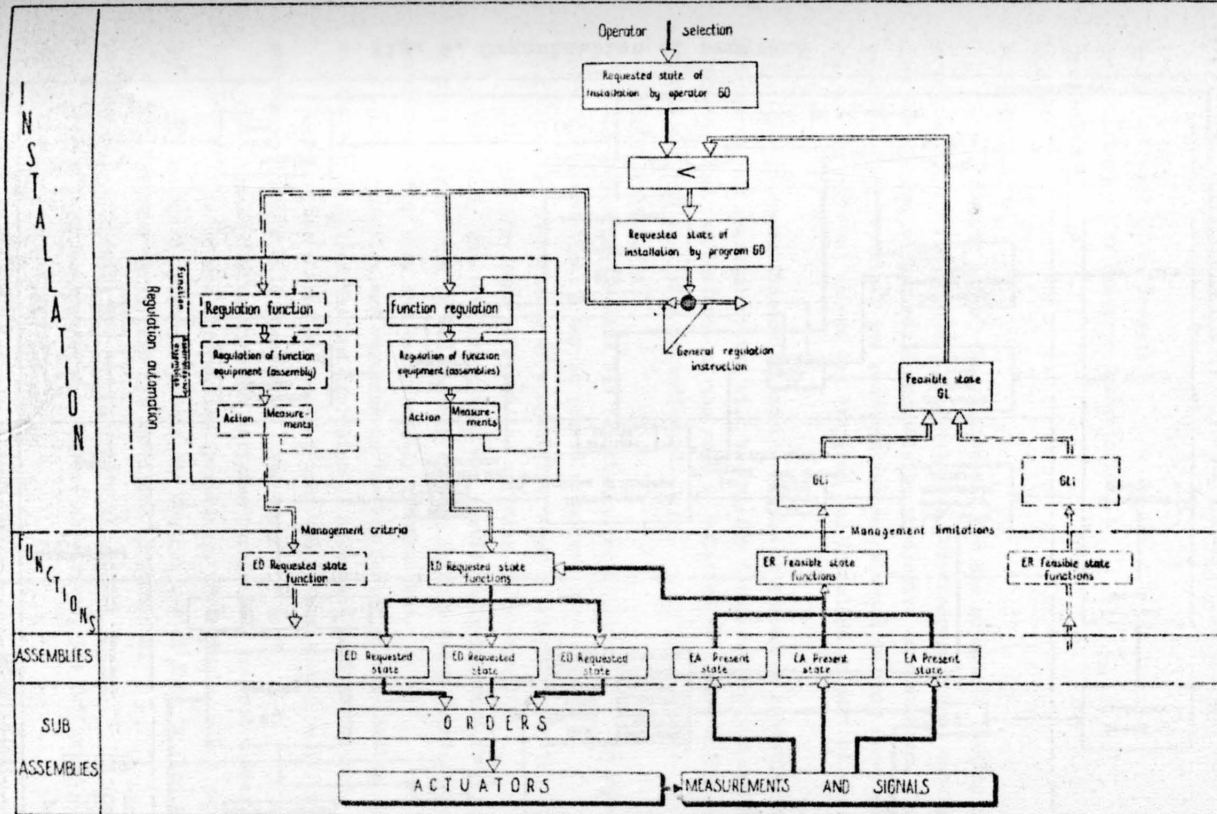 INSTALLATION
Operator selection
Requested state of
installation by operator GO
<
Requested state of
installation by program GD
General regulation
instruction
Regulation automation
Function
Regulation function
Function regulation
Regulation of function
equipment (assembly)
Regulation of function
equipment (assemblies)
Action
Measure-
ments
Action
Measure-
ments
Feasible state
GL
GLi
GLi
Management criteria
Management limitations
FUNCTIONS
ED Requested state
function
ED Requested state
functions
ER Feasible state
functions
ER Feasible state
functions
ASSEMBLIES
ED Requested
state
ED Requested
state
ED Requested
state
EA Present
state
EA Present
state
EA Present
state
SUB
ASSEMBLIES
ORDERS
ACTUATORS
MEASUREMENTS AND SIGNALS